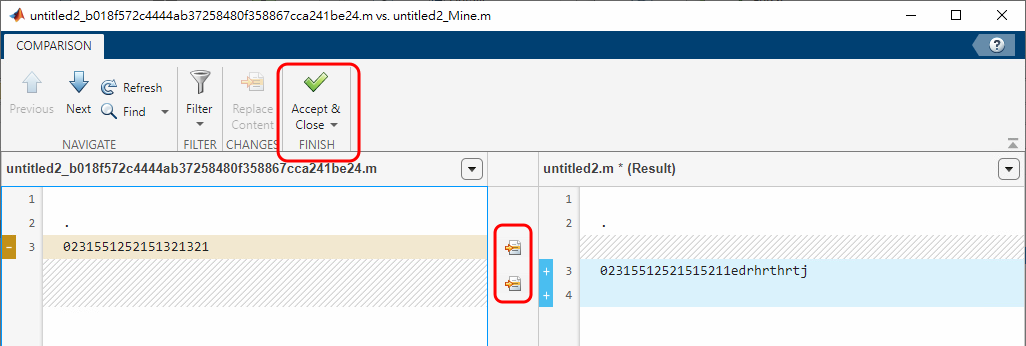 untitled2_b018f572c4444ab37258480f358867cca241be24.m vs. untitled2_Mine.m
COMPARISON
Previous
Next
Refresh
Find
Filter
Replace Content
Accept & Close
NAVIGATE
FILTER
CHANGES
FINISH
untitled2_b018f572c4444ab37258480f358867cca241be24.m
untitled2.m * (Result)
1
2 .
− 3 0231551252151321321
1
2 .
+ 3 02315512521515211edrhrthrtj
+ 4